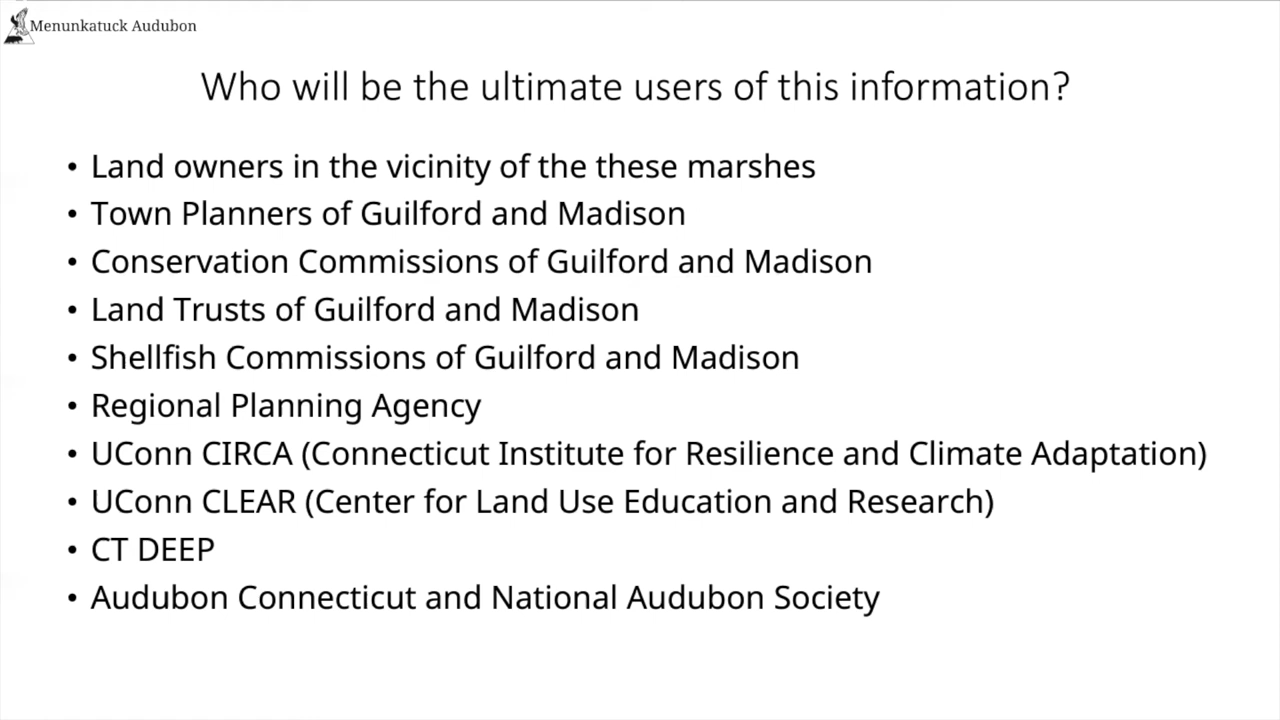 Menunkatuck Audubon
Who will be the ultimate users of this information?
• Land owners in the vicinity of the these marshes
• Town Planners of Guilford and Madison
• Conservation Commissions of Guilford and Madison
• Land Trusts of Guilford and Madison
• Shellfish Commissions of Guilford and Madison
• Regional Planning Agency
• UConn CIRCA (Connecticut Institute for Resilience and Climate Adaptation)
• UConn CLEAR (Center for Land Use Education and Research)
• CT DEEP
• Audubon Connecticut and National Audubon Society